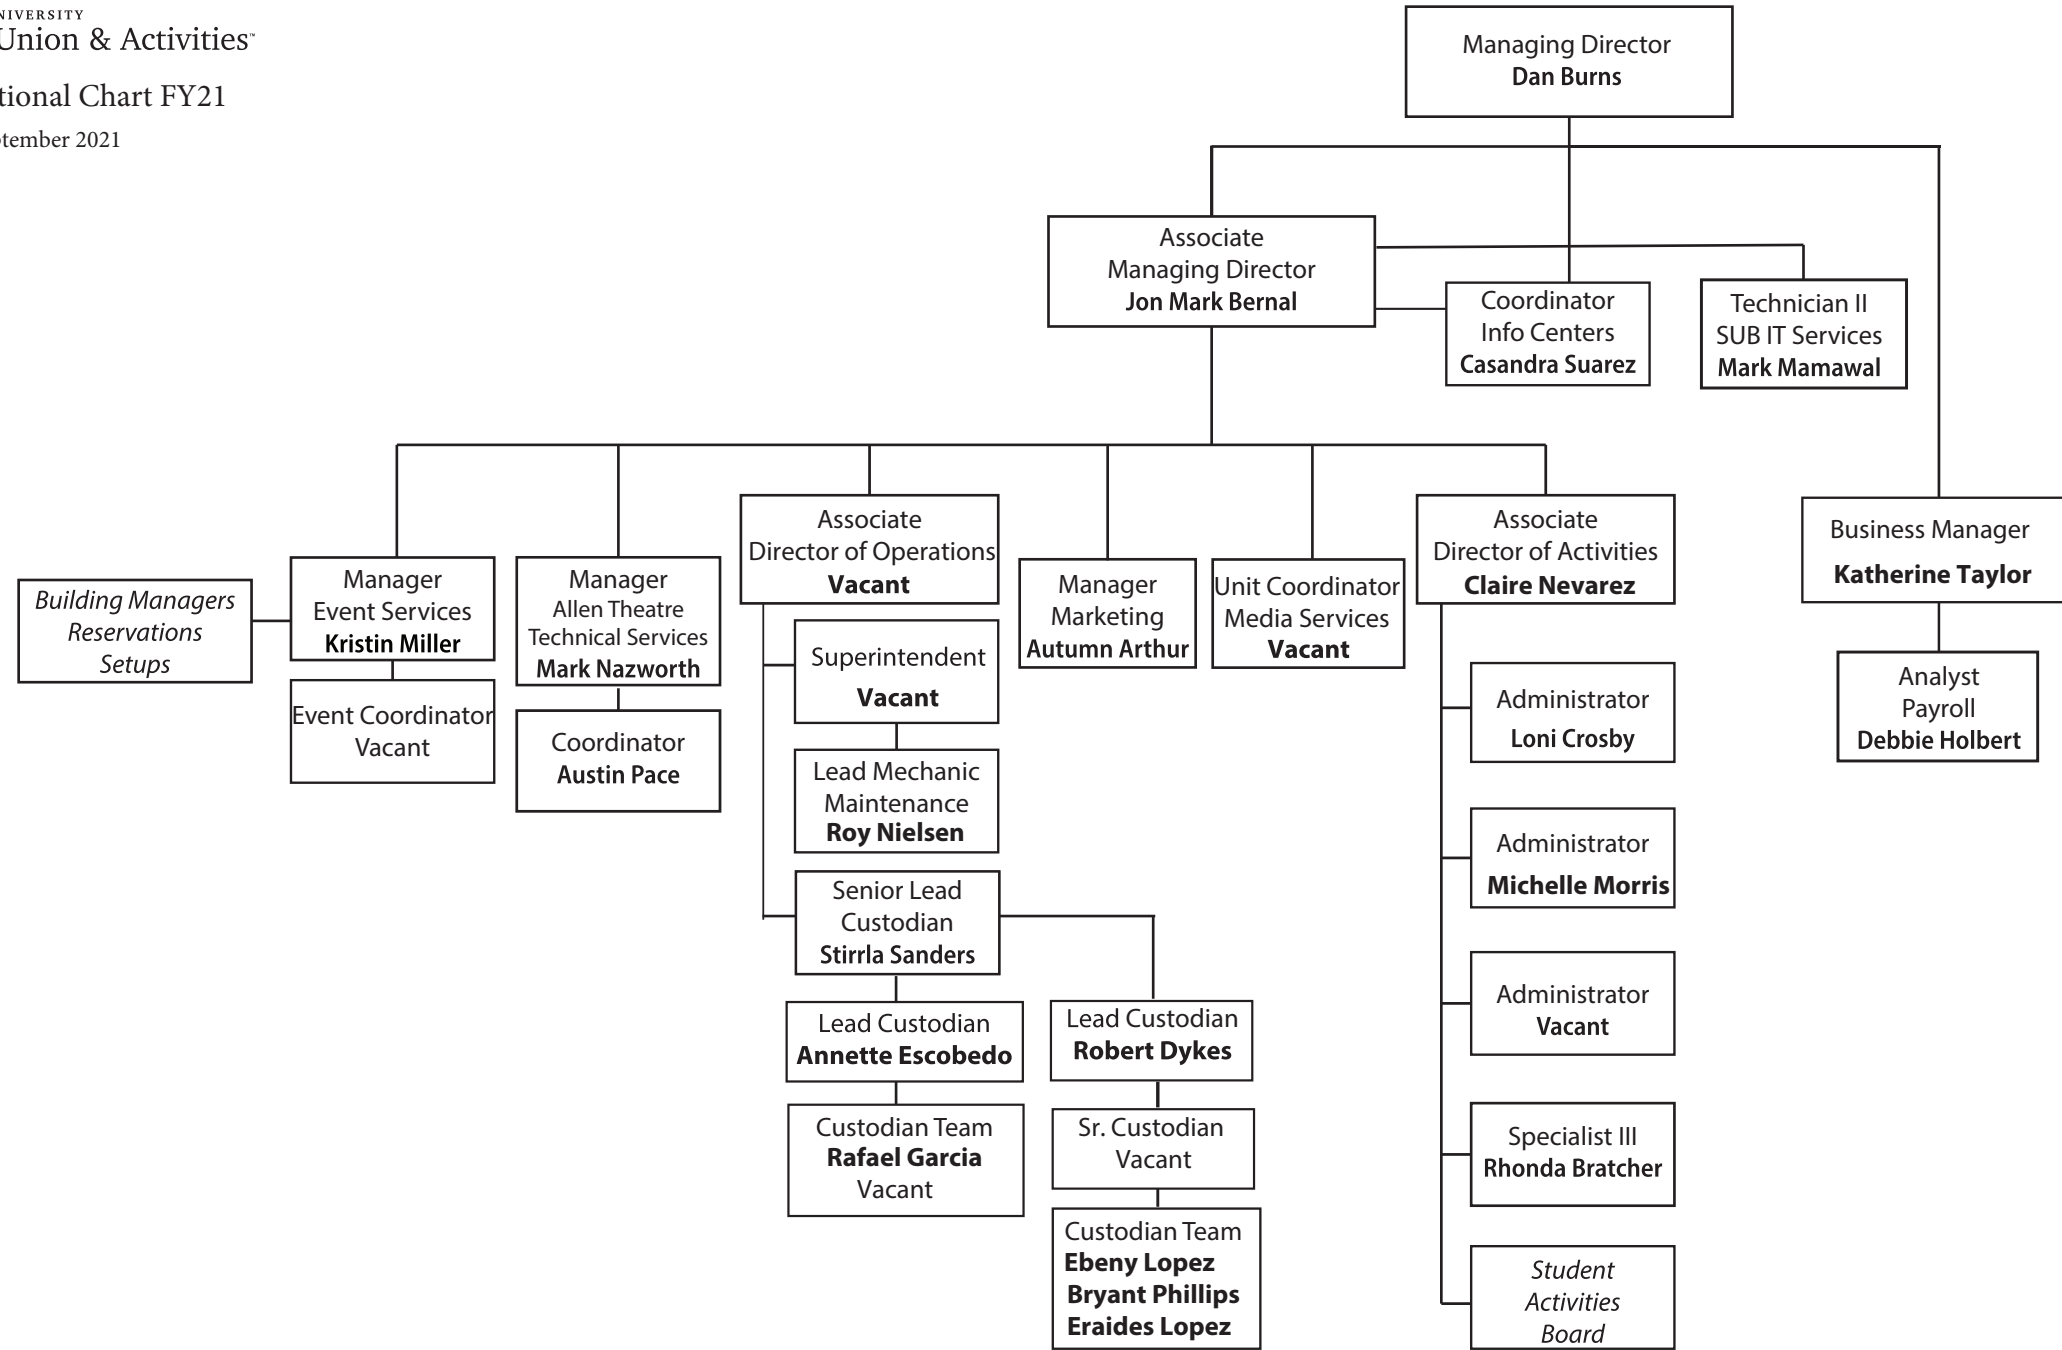 Union & Activities™
Chart FY21
2021
Managing Director
Dan Burns
Associate
Managing Director
Jon Mark Bernal
Coordinator
Info Centers
Casandra Suarez
Technician II
SUB IT Services
Mark Mamawal
Building Managers
Reservations
Setups
Manager
Event Services
Kristin Miller
Event Coordinator
Vacant
Manager
Allen Theatre
Technical Services
Mark Nazworth
Coordinator
Austin Pace
Associate
Director of Operations
Vacant
Superintendent
Vacant
Lead Mechanic
Maintenance
Roy Nielsen
Senior Lead
Custodian
Stirrla Sanders
Lead Custodian
Annette Escobedo
Custodian Team
Rafael Garcia
Vacant
Lead Custodian
Robert Dykes
Sr. Custodian
Vacant
Custodian Team
Ebeny Lopez
Bryant Phillips
Eraides Lopez
Manager
Marketing
Autumn Arthur
Unit Coordinator
Media Services
Vacant
Associate
Director of Activities
Claire Nevarez
Administrator
Loni Crosby
Administrator
Michelle Morris
Administrator
Vacant
Specialist III
Rhonda Bratcher
Student
Activities
Board
Business Manager
Katherine Taylor
Analyst
Payroll
Debbie Holbert